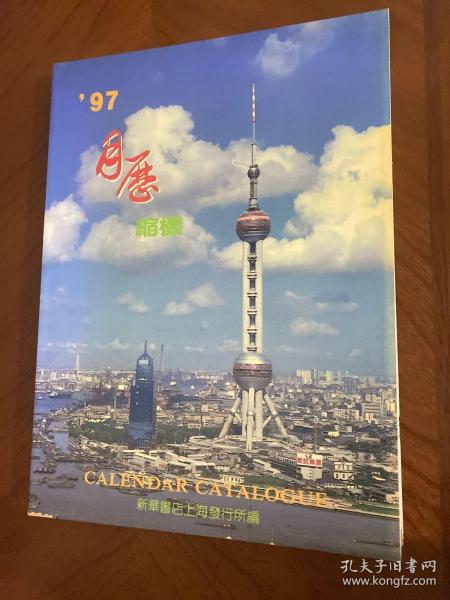 '97
月歷
縮樣
CALENDAR CATALOGUE
新華書店上海發行所編
孔夫子旧书网
www.kongfz.com